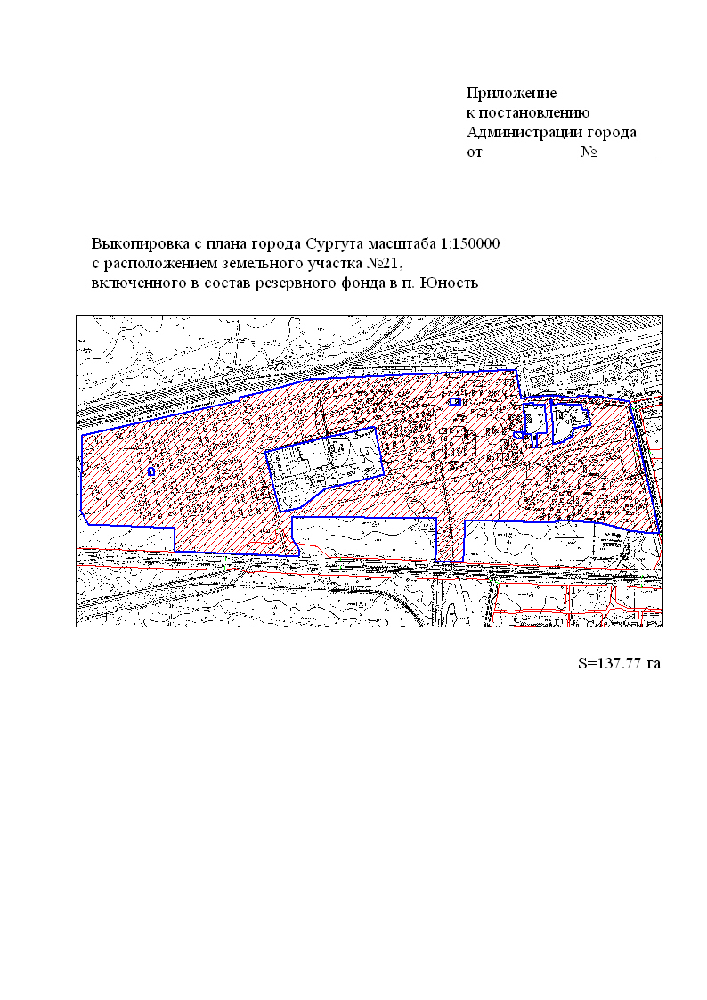 Приложение
к постановлению
Администрации города
от____________№________
Выкопировка с плана города Сургута масштаба 1:150000
с расположением земельного участка №21,
включенного в состав резервного фонда в п. Юность
S=137.77 га